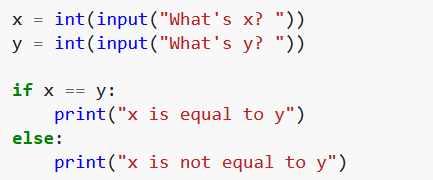 x = int(input("What's x? "))
y = int(input("What's y? "))
if x == y:
    print("x is equal to y")
else:
    print("x is not equal to y")